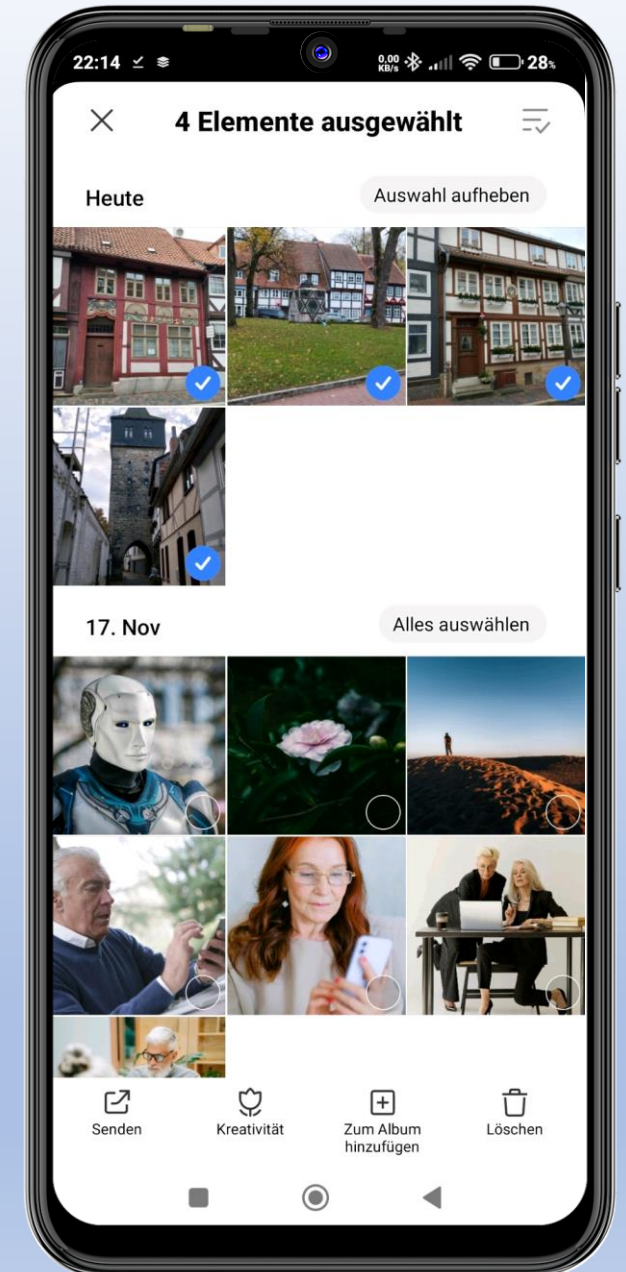 22:14
0,00
KB/s
28%
4 Elemente ausgewählt
Heute
Auswahl aufheben
17. Nov
Alles auswählen
Senden
Kreativität
Zum Album
hinzufügen
Löschen